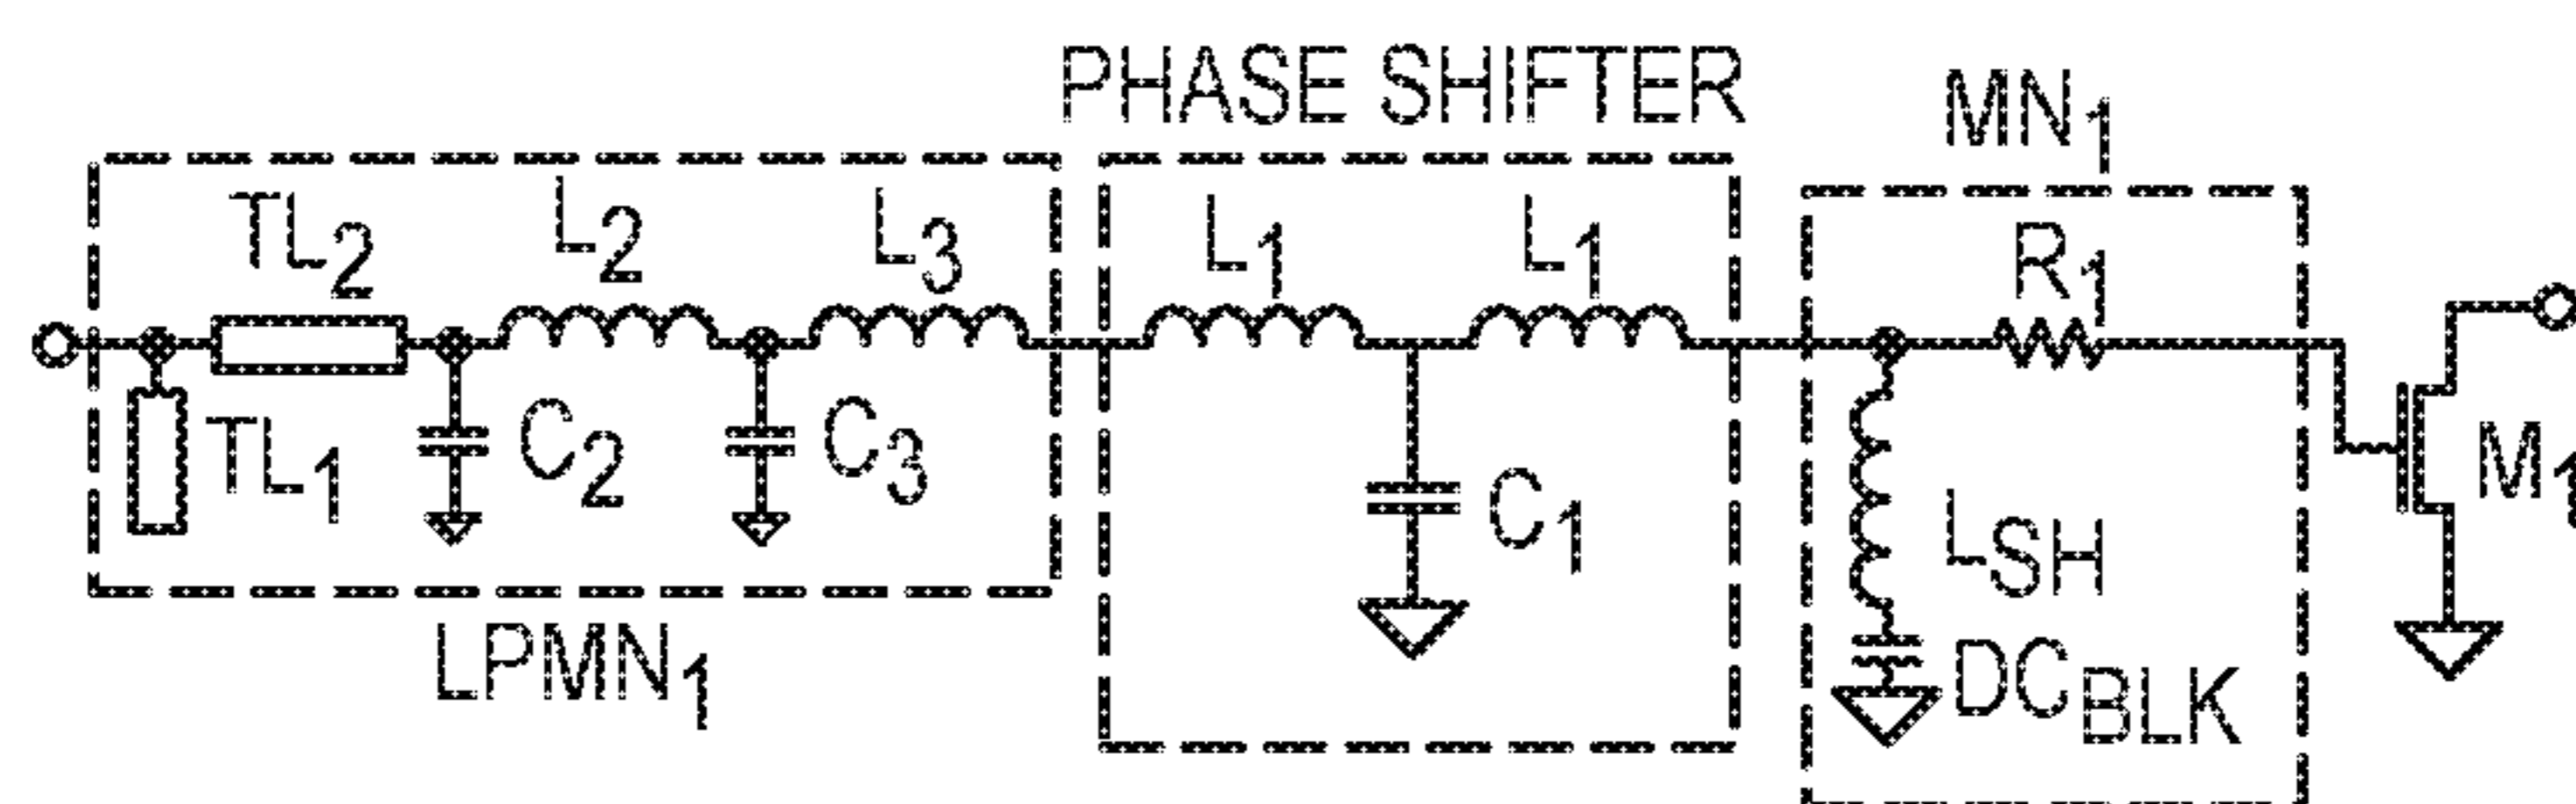 PHASE SHIFTER
MN1
TL2
L2
L3
L1
L1
R1
TL1
C2
C3
C1
LSH
M1
LPMN1
DCBLK